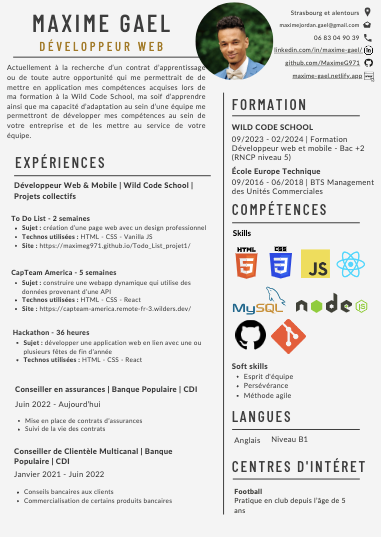 MAXIME GAEL
DÉVELOPPEUR WEB
Actuellement à la recherche d'un contrat d'apprentissage
ou de toute autre opportunité qui me permettrait de de
mettre en application mes compétences acquises lors de
ma formation à la Wild Code School, ma soif d'apprendre
ainsi que ma capacité d'adaptation au sein d'une équipe me
permettront de développer mes compétences au sein de
votre entreprise et de les mettre au service de votre
équipe.
EXPÉRIENCES
Développeur Web & Mobile | Wild Code School |
Projets collectifs
To Do List - 2 semaines
• Sujet : création d'une page web avec un design professionnel
• Technos utilisées : HTML - CSS - Vanilla JS
• Site : https://maximeg971.github.io/Todo_List_projet1/
CapTeam America - 5 semaines
• Sujet : construire une webapp dynamique qui utilise des
données provenant d'une API
• Technos utilisées : HTML - CSS - React
• Site : https://capteam-america.remote-fr-3.wilders.dev/
Hackathon - 36 heures
• Sujet : développer une application web en lien avec une ou
plusieurs fêtes de fin d'année
• Technos utilisées : HTML - CSS - React
Conseiller en assurances | Banque Populaire | CDI
Juin 2022 - Aujourd'hui
• Mise en place de contrats d'assurances
• Suivi de la vie des contrats
Conseiller de Clientèle Multicanal | Banque
Populaire | CDI
Janvier 2021 - Juin 2022
• Conseils bancaires aux clients
• Commercialisation de certains produits bancaires
Strasbourg et alentours
maximejordan.gael@gmail.com
06 83 04 90 39
linkedin.com/in/maxime-gael/
github.com/MaximeG971
maxime-gael.netlify.app
FORMATION
WILD CODE SCHOOL
09/2023 - 02/2024 | Formation
Développeur web et mobile - Bac +2
(RNCP niveau 5)
École Europe Technique
09/2016 - 06/2018 | BTS Management
des Unités Commerciales
COMPÉTENCES
Skills
HTML CSS
5 3 JS
MySQL node JS
Soft skills
• Esprit d'équipe
• Persévérance
• Méthode agile
LANGUES
Anglais Niveau B1
CENTRES D'INTÉRET
Football
Pratique en club depuis l'âge de 5
ans